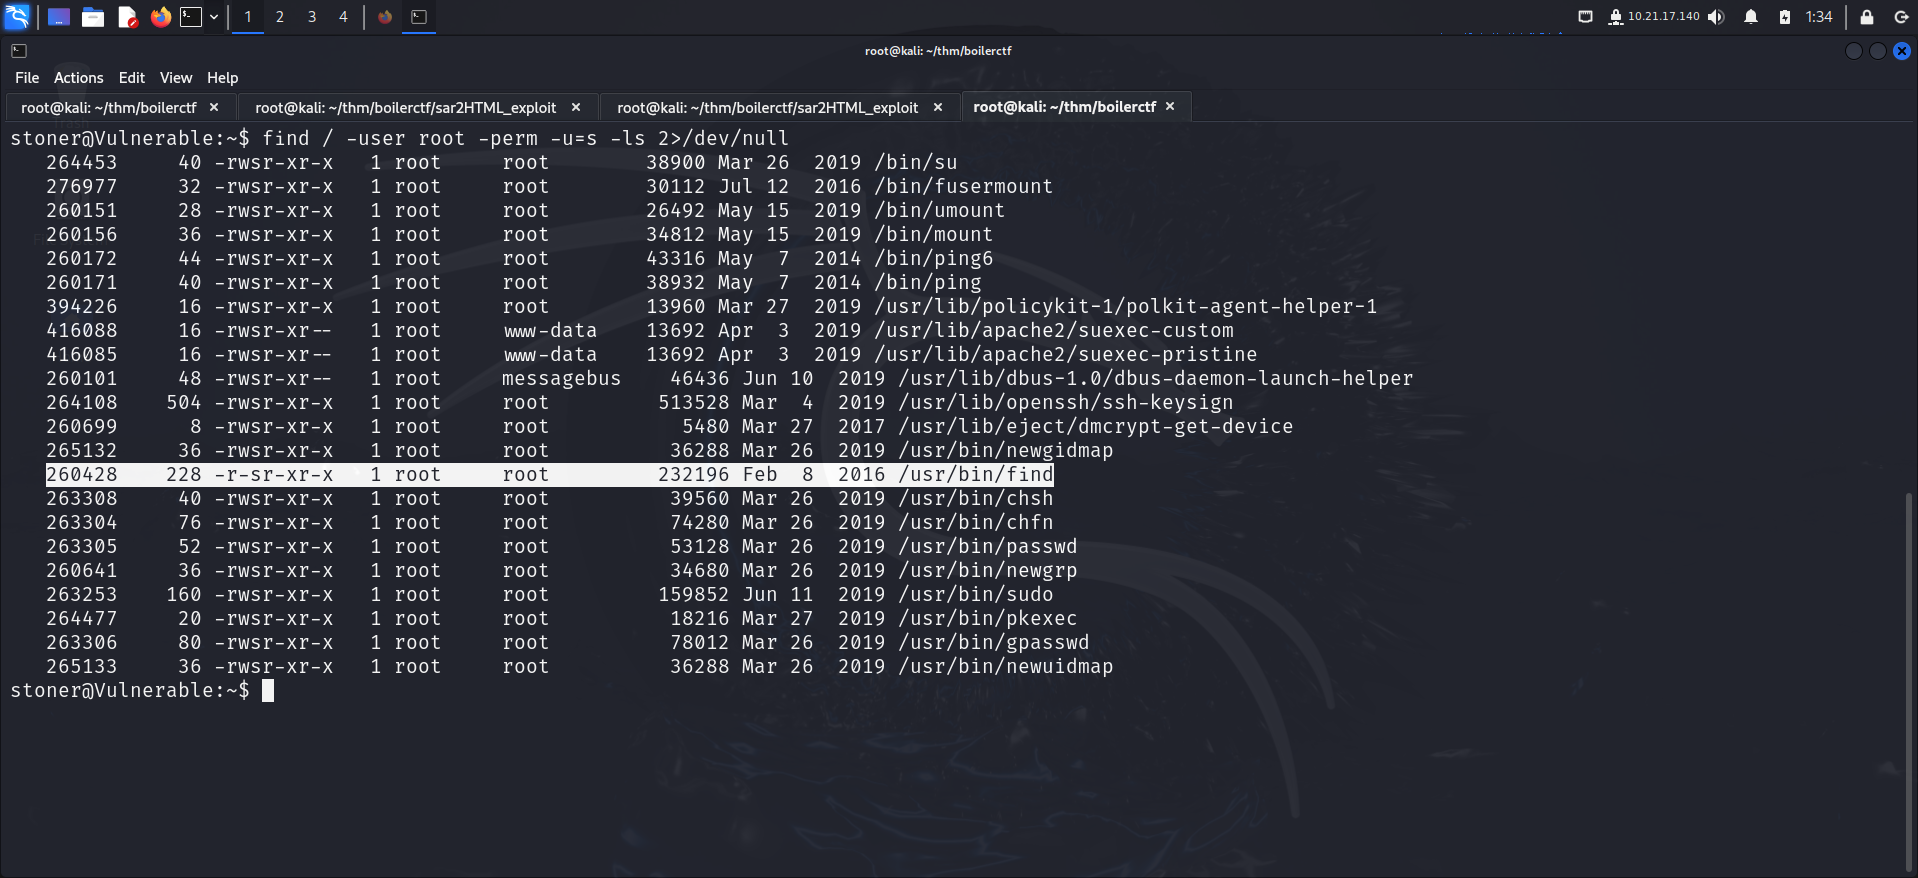 1 2 3 4 10.21.17.140 1:34
root@kali: ~/thm/boilerctf
File Actions Edit View Help
root@kali: ~/thm/boilerctf × root@kali: ~/thm/boilerctf/sar2HTML_exploit × root@kali: ~/thm/boilerctf/sar2HTML_exploit × root@kali: ~/thm/boilerctf ×
stoner@Vulnerable:~$ find / -user root -perm -u=s -ls 2>/dev/null
264453 40 -rwsr-xr-x 1 root root 38900 Mar 26 2019 /bin/su
276977 32 -rwsr-xr-x 1 root root 30112 Jul 12 2016 /bin/fusermount
260151 28 -rwsr-xr-x 1 root root 26492 May 15 2019 /bin/umount
260156 36 -rwsr-xr-x 1 root root 34812 May 15 2019 /bin/mount
260172 44 -rwsr-xr-x 1 root root 43316 May 7 2014 /bin/ping6
260171 40 -rwsr-xr-x 1 root root 38932 May 7 2014 /bin/ping
394226 16 -rwsr-xr-x 1 root root 13960 Mar 27 2019 /usr/lib/policykit-1/polkit-agent-helper-1
416088 16 -rwsr-xr-- 1 root www-data 13692 Apr 3 2019 /usr/lib/apache2/suexec-custom
416085 16 -rwsr-xr-- 1 root www-data 13692 Apr 3 2019 /usr/lib/apache2/suexec-pristine
260101 48 -rwsr-xr-- 1 root messagebus 46436 Jun 10 2019 /usr/lib/dbus-1.0/dbus-daemon-launch-helper
264108 504 -rwsr-xr-x 1 root root 513528 Mar 4 2019 /usr/lib/openssh/ssh-keysign
260699 8 -rwsr-xr-x 1 root root 5480 Mar 27 2017 /usr/lib/eject/dmcrypt-get-device
265132 36 -rwsr-xr-x 1 root root 36288 Mar 26 2019 /usr/bin/newgidmap
260428 228 -r-sr-xr-x 1 root root 232196 Feb 8 2016 /usr/bin/find
263308 40 -rwsr-xr-x 1 root root 39560 Mar 26 2019 /usr/bin/chsh
263304 76 -rwsr-xr-x 1 root root 74280 Mar 26 2019 /usr/bin/chfn
263305 52 -rwsr-xr-x 1 root root 53128 Mar 26 2019 /usr/bin/passwd
260641 36 -rwsr-xr-x 1 root root 34680 Mar 26 2019 /usr/bin/newgrp
263253 160 -rwsr-xr-x 1 root root 159852 Jun 11 2019 /usr/bin/sudo
264477 20 -rwsr-xr-x 1 root root 18216 Mar 27 2019 /usr/bin/pkexec
263306 80 -rwsr-xr-x 1 root root 78012 Mar 26 2019 /usr/bin/gpasswd
265133 36 -rwsr-xr-x 1 root root 36288 Mar 26 2019 /usr/bin/newuidmap
stoner@Vulnerable:~$